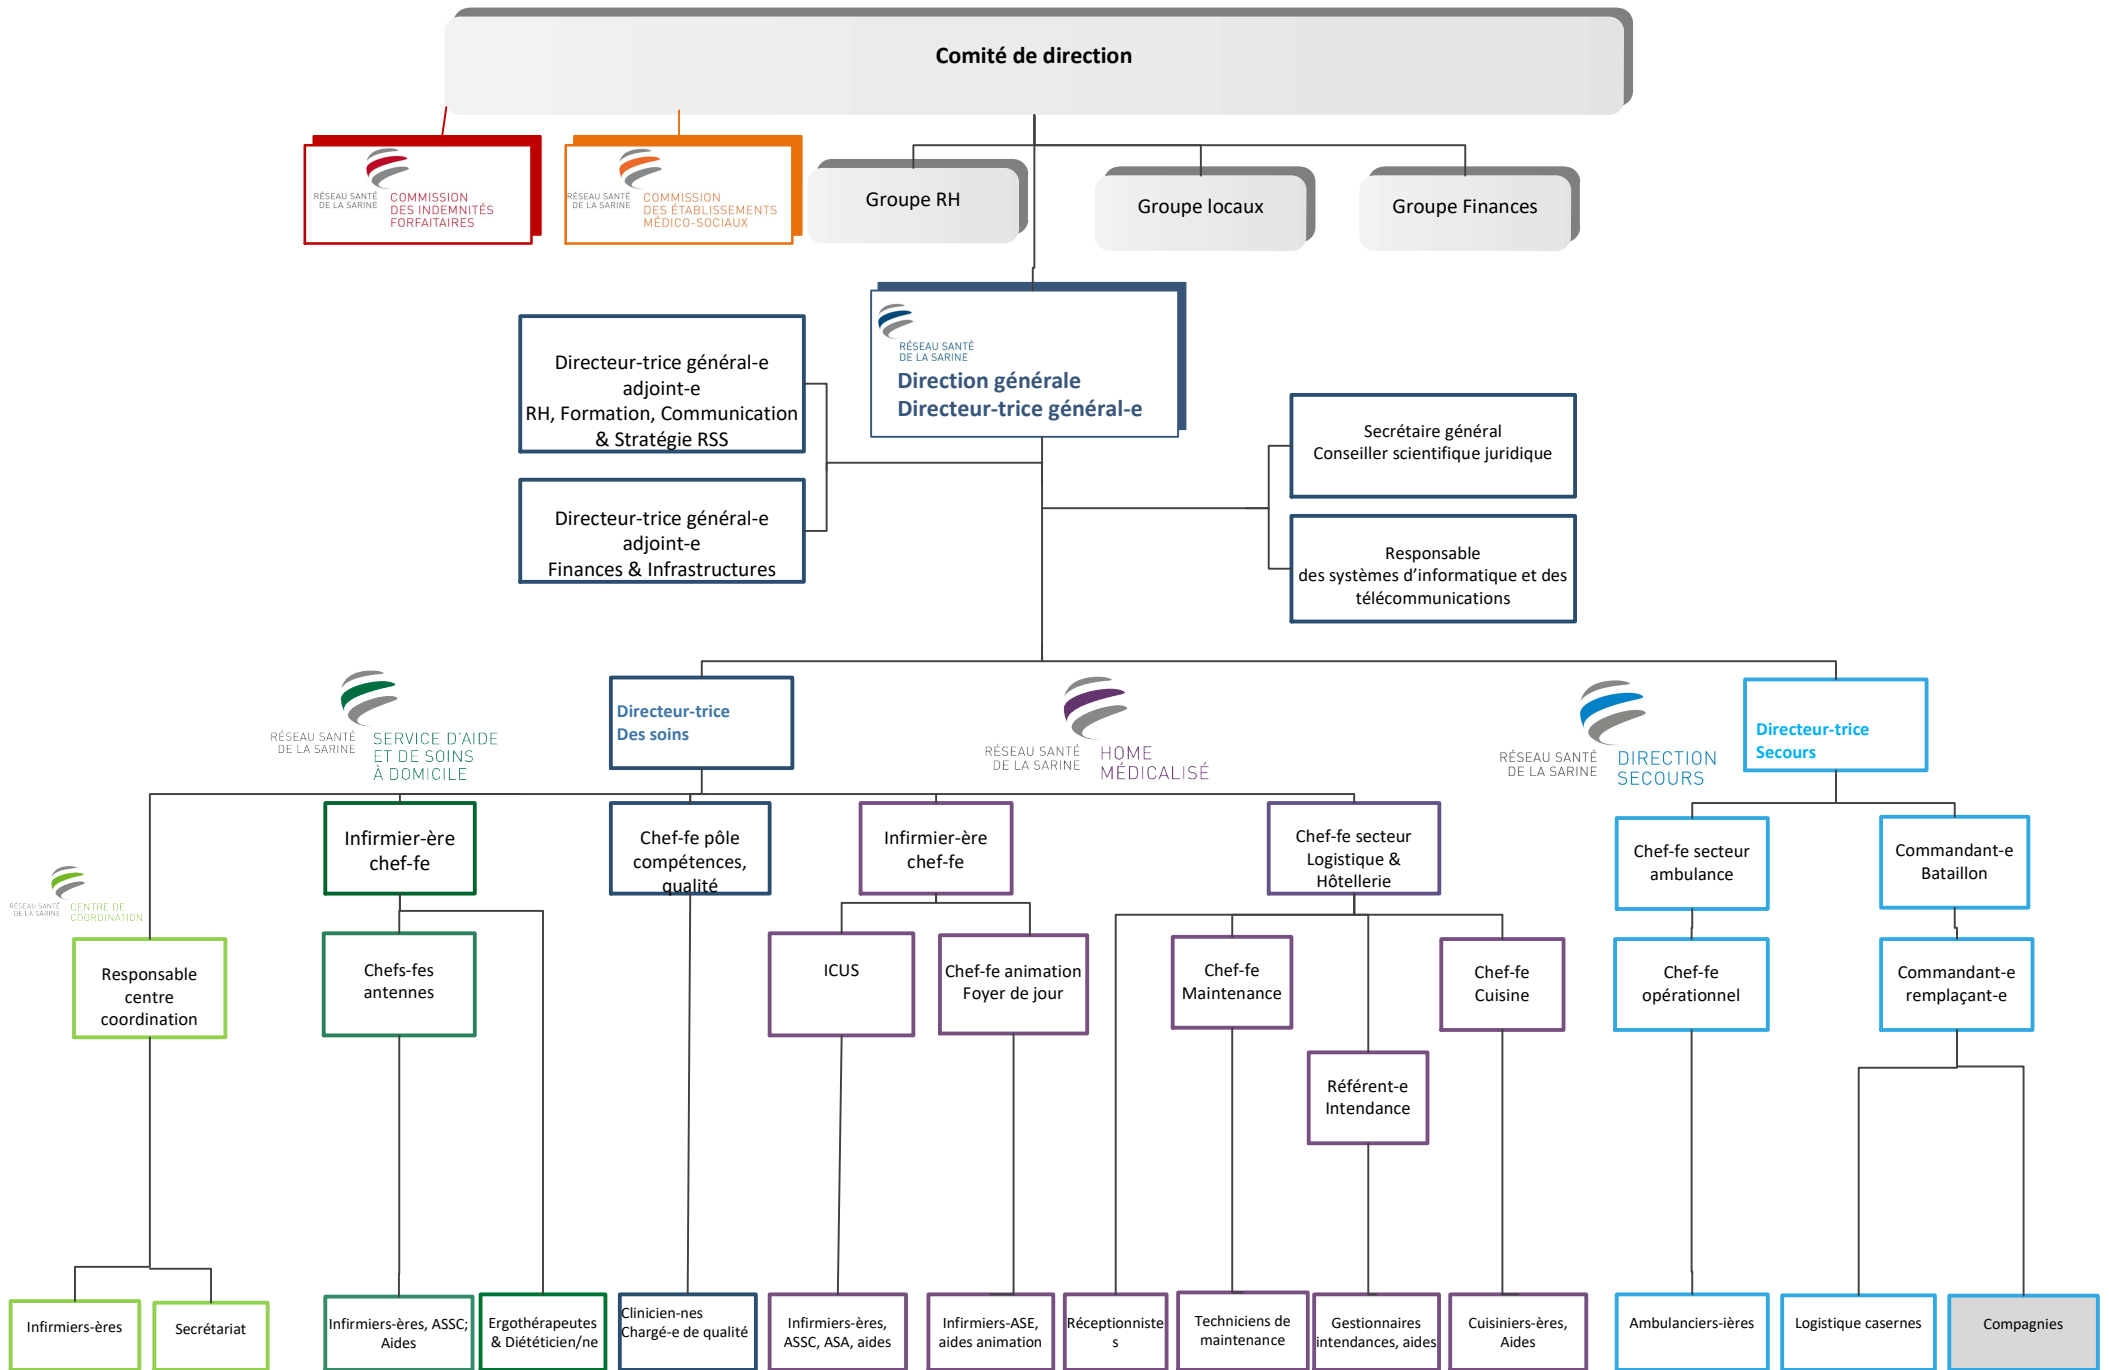 Comité de direction
RÉSEAU SANTÉ
DE LA SARINE
COMMISSION
DES INDEMNITÉS
FORFAITAIRES
RÉSEAU SANTÉ
DE LA SARINE
COMMISSION
DES ÉTABLISSEMENTS
MÉDICO-SOCIAUX
Groupe RH
Groupe locaux
Groupe Finances
RÉSEAU SANTÉ
DE LA SARINE
Direction générale
Directeur-trice général-e
Directeur-trice général-e
adjoint-e
RH, Formation, Communication
& Stratégie RSS
Secrétaire général
Conseiller scientifique juridique
Directeur-trice général-e
adjoint-e
Finances & Infrastructures
Responsable
des systèmes d’informatique et des
télécommunications
RÉSEAU SANTÉ
DE LA SARINE
SERVICE D'AIDE
ET DE SOINS
À DOMICILE
Directeur-trice
Des soins
RÉSEAU SANTÉ
DE LA SARINE
HOME
MÉDICALISÉ
RÉSEAU SANTÉ
DE LA SARINE
DIRECTION
SECOURS
Directeur-trice
Secours
Infirmier-ère
chef-fe
Chef-fe pôle
compétences,
qualité
Infirmier-ère
chef-fe
Chef-fe secteur
Logistique &
Hôtellerie
Chef-fe secteur
ambulance
Commandant-e
Bataillon
RÉSEAU SANTÉ
DE LA SARINE
CENTRE DE
COORDINATION
Responsable
centre
coordination
Chefs-fes
antennes
ICUS
Chef-fe animation
Foyer de jour
Chef-fe
Maintenance
Chef-fe
Cuisine
Chef-fe
opérationnel
Commandant-e
remplaçant-e
Référent-e
Intendance
Infirmiers-ères
Secrétariat
Infirmiers-ères, ASSC;
Aides
Ergothérapeutes
& Diététicien/ne
Clinicien-nes
Chargé-e de qualité
Infirmiers-ères,
ASSC, ASA, aides
Infirmiers-ASE,
aides animation
Réceptionniste
s
Techniciens de
maintenance
Gestionnaires
intendances, aides
Cuisiniers-ères,
Aides
Ambulanciers-ières
Logistique casernes
Compagnies